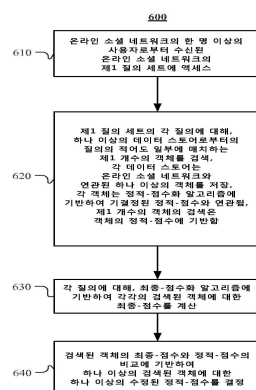 600
610
온라인 소셜 네트워크의 한 명 이상의
사용자로부터 수신된
온라인 소셜 네트워크의
제1 질의 세트에 액세스
620
제1 질의 세트의 각 질의에 대해,
하나 이상의 데이터 스토어로부터의
질의의 적어도 일부에 매치하는
제1 개수의 객체를 검색,
각 데이터 스토어는
온라인 소셜 네트워크와
연관된 하나 이상의 객체를 저장,
각 객체는 정적-점수화 알고리즘에
기반하여 기결정된 정적-점수와 연관됨,
제1 개수의 객체의 검색은
객체의 정적-점수에 기반함
630
각 질의에 대해, 최종-점수화 알고리즘에
기반하여 각각의 검색된 객체에 대한
최종-점수를 계산
640
검색된 객체의 최종-점수와 정적-점수의
비교에 기반하여
하나 이상의 검색된 객체에 대한
하나 이상의 수정된 정적-점수를 결정